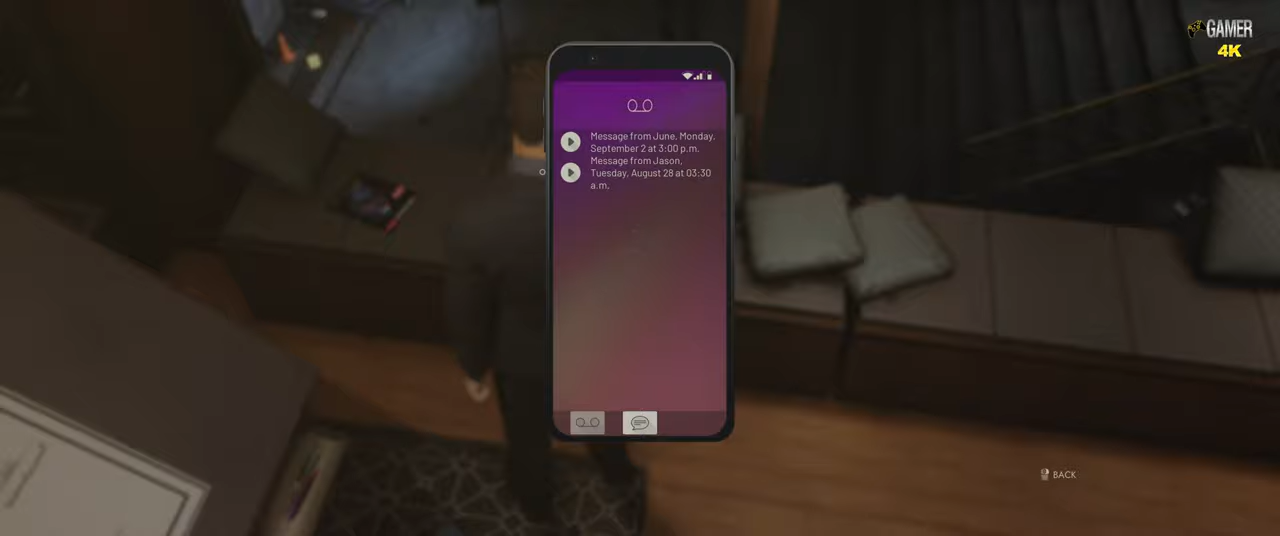 GAMER
4K
Message from June, Monday,
September 2 at 3:00 p.m.
Message from Jason,
Tuesday, August 28 at 03:30
a.m.
BACK